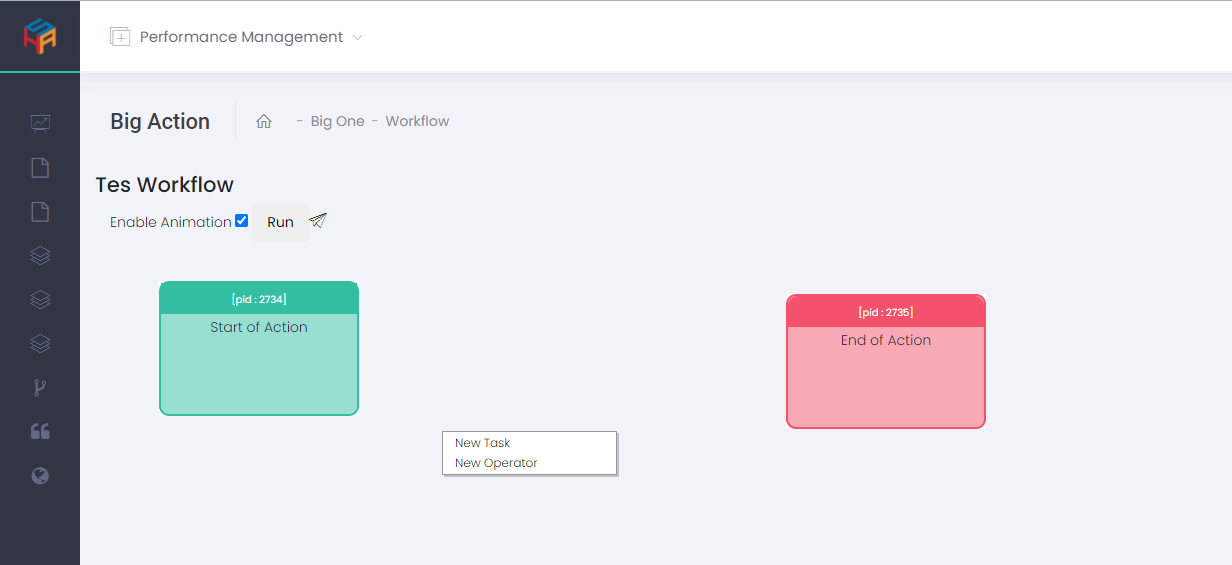 Performance Management
Big Action
- Big One - Workflow
Tes Workflow
Enable Animation Run
[pid : 2734]
Start of Action
[pid : 2735]
End of Action
New Task
New Operator